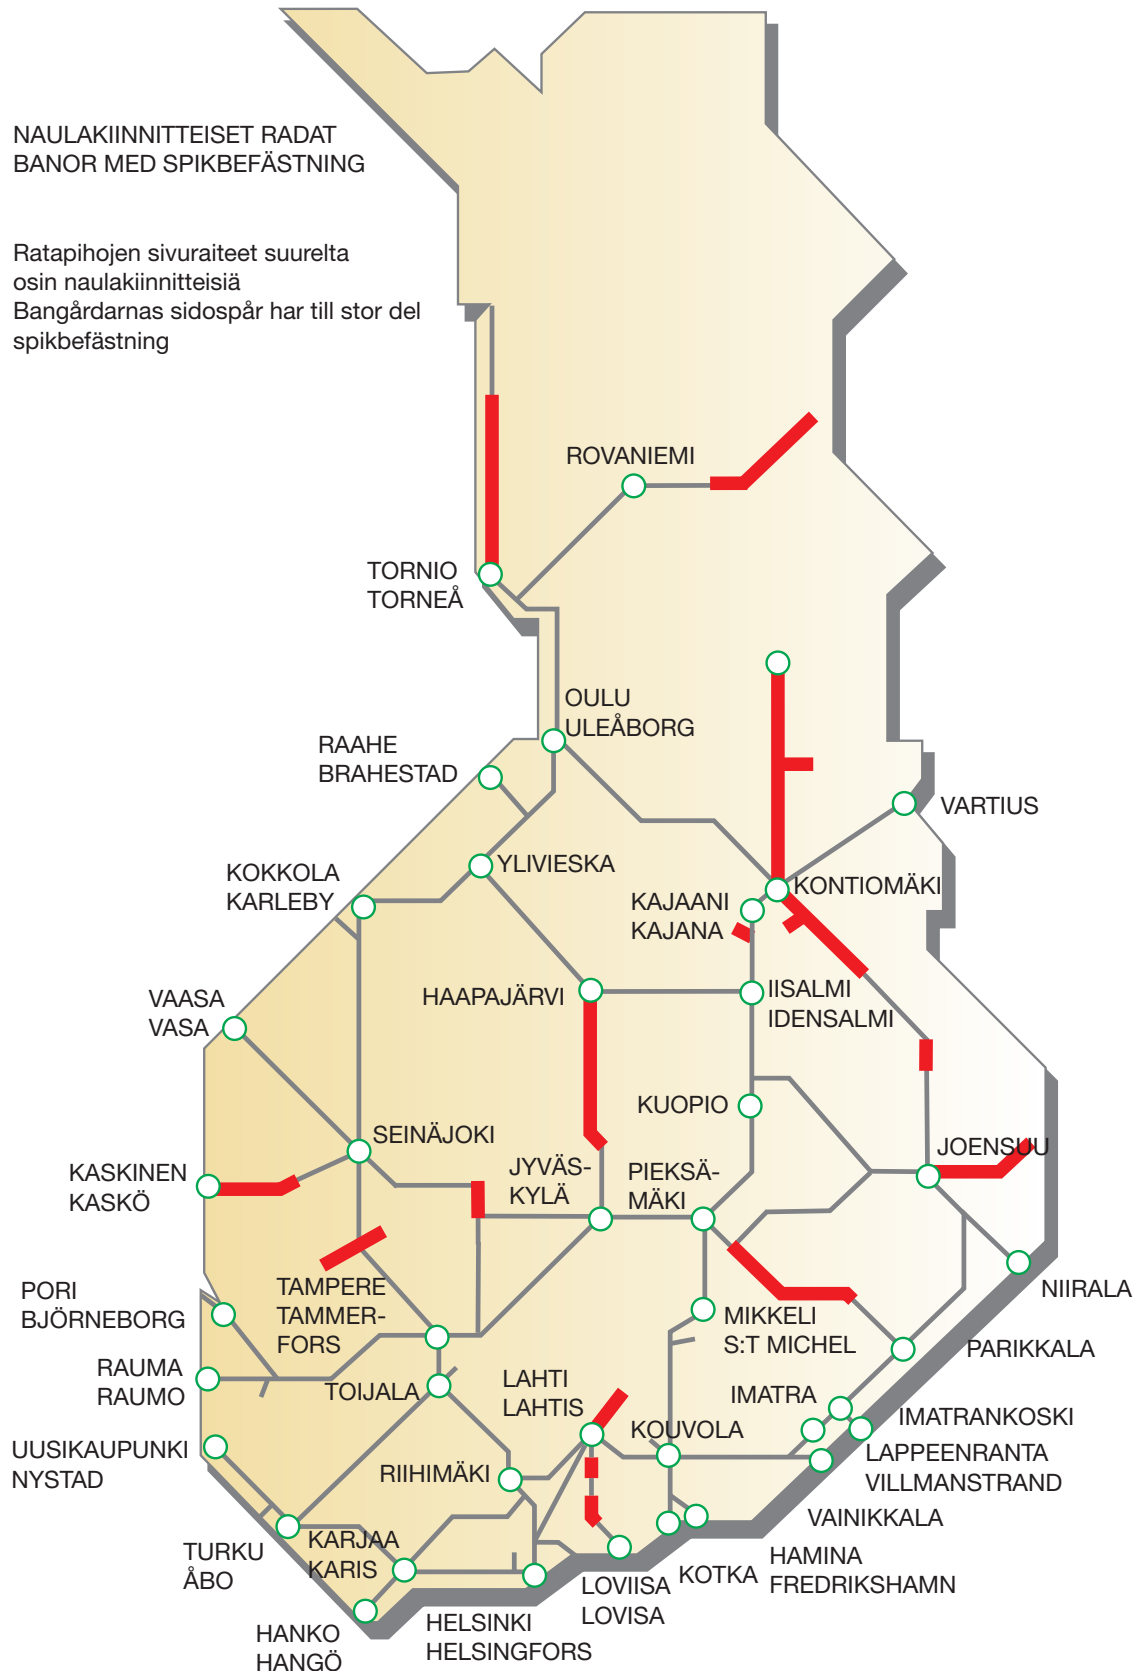 NAULAKIINNITTEISET RADAT
BANOR MED SPIKBEFÄSTNING
Ratapihojen sivuraiteet suurelta
osin naulakiinnitteisiä
Bangårdarnas sidospår har till stor del
spikbefästning
ROVANIEMI
TORNIO
TORNEÅ
OULU
ULEÅBORG
RAAHE
BRAHESTAD
VARTIUS
YLIVIESKA
KOKKOLA
KARLEBY
KONTIOMÄKI
KAJAANI
KAJANA
HAAPAJÄRVI
IISALMI
IDENSALMI
VAASA
VASA
KUOPIO
SEINÄJOKI
JOENSUU
KASKINEN
KASKÖ
JYVÄS-
KYLÄ
PIEKSÄ-
MÄKI
NIIRALA
PORI
BJÖRNEBORG
TAMPERE
TAMMER-
FORS
MIKKELI
S:T MICHEL
PARIKKALA
RAUMA
RAUMO
TOIJALA
LAHTI
LAHTIS
IMATRA
IMATRANKOSKI
KOUVOLA
UUSIKAUPUNKI
NYSTAD
RIIHIMÄKI
LAPPEENRANTA
VILLMANSTRAND
VAINIKKALA
TURKU
ÅBO
KARJAA
KARIS
HAMINA
FREDRIKSHAMN
KOTKA
LOVIISA
LOVISA
HELSINKI
HELSINGFORS
HANKO
HANGÖ